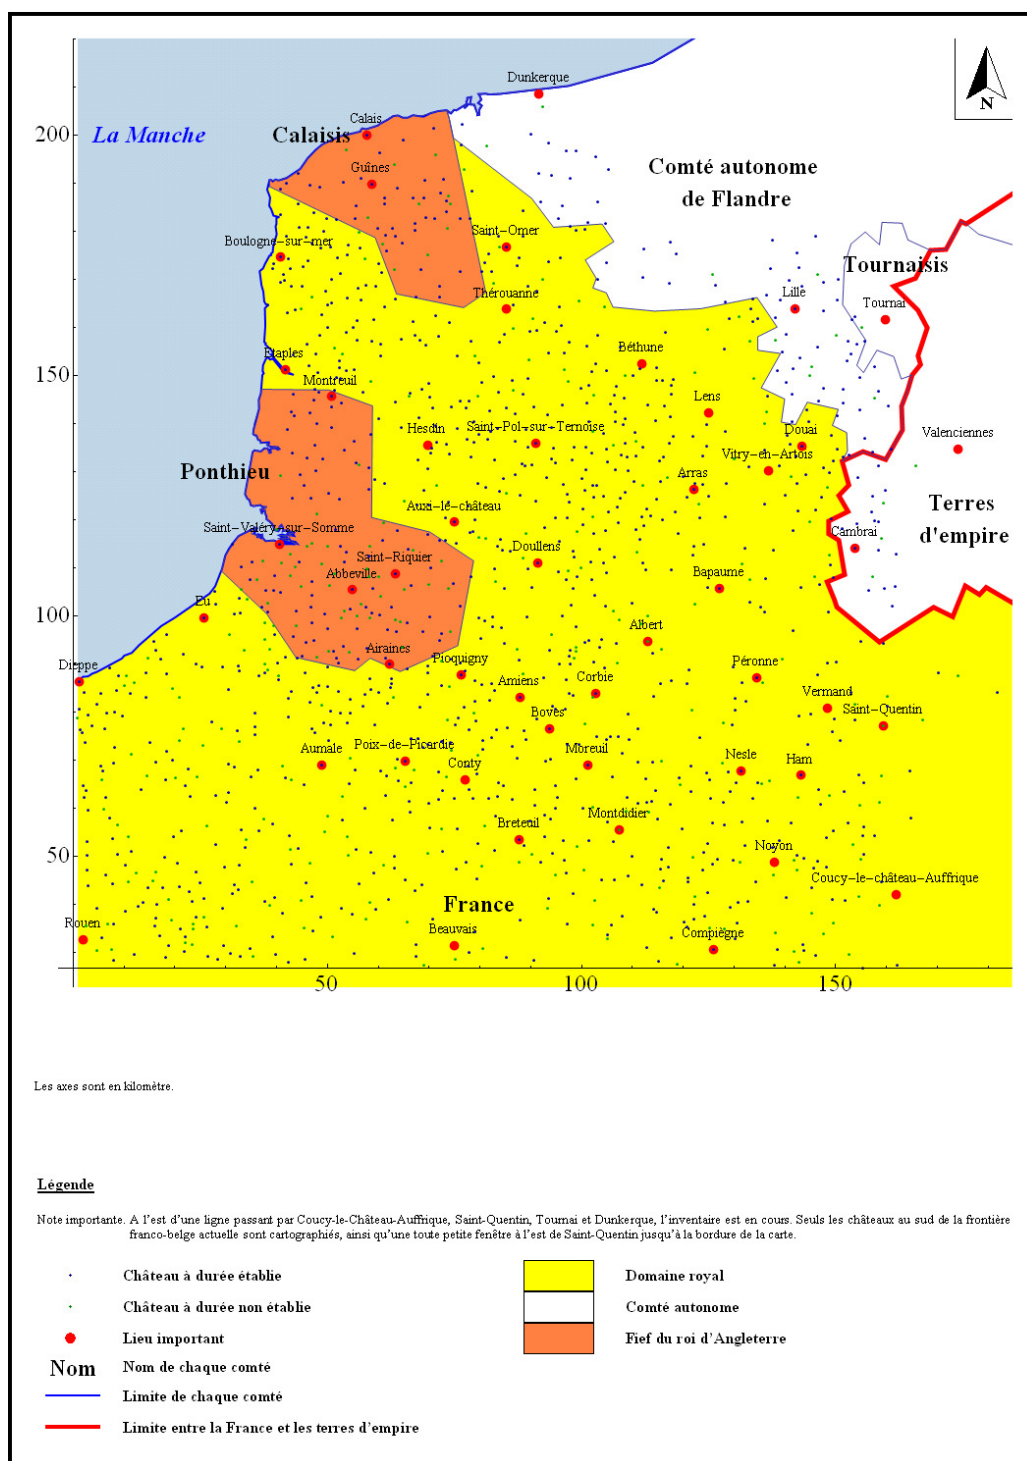 Dunkerque
N
200
La Manche
Calaisis
Calais
Comté autonome
de Flandre
Guînes
Boulogne-sur-mer
Saint-Omer
Tournaisis
Thérouanne
Lille
Tournai
150
Etaples
Béthune
Montreuil
Lens
Hesdin
Saint-Pol-sur-Ternoise
Douai
Valenciennes
Vitry-en-Artois
Ponthieu
Arras
Auxi-le-château
Terres
d'empire
Saint-Valéry-sur-Somme
Cambrai
Saint-Riquier
Doullens
Abbeville
Bapaume
100
Eu
Albert
Airaines
Dieppe
Picquigny
Péronne
Amiens
Corbie
Vermand
Saint-Quentin
Boves
Aumale
Poix-de-Picardie
Conty
Moreuil
Nesle
Ham
Breteuil
Montdidier
50
Noyon
Coucy-le-château-Auffrique
France
Rouen
Beauvais
Compiègne
50
100
150
Les axes sont en kilomètre.
Légende
Note importante. A l'est d'une ligne passant par Coucy-le-Château-Auffrique, Saint-Quentin, Tournai et Dunkerque, l'inventaire est en cours. Seuls les châteaux au sud de la frontière
franco-belge actuelle sont cartographiés, ainsi qu'une toute petite fenêtre à l'est de Saint-Quentin jusqu'à la bordure de la carte.
Château à durée établie
Domaine royal
Château à durée non établie
Comté autonome
Lieu important
Fief du roi d'Angleterre
Nom
Nom de chaque comté
Limite de chaque comté
Limite entre la France et les terres d'empire